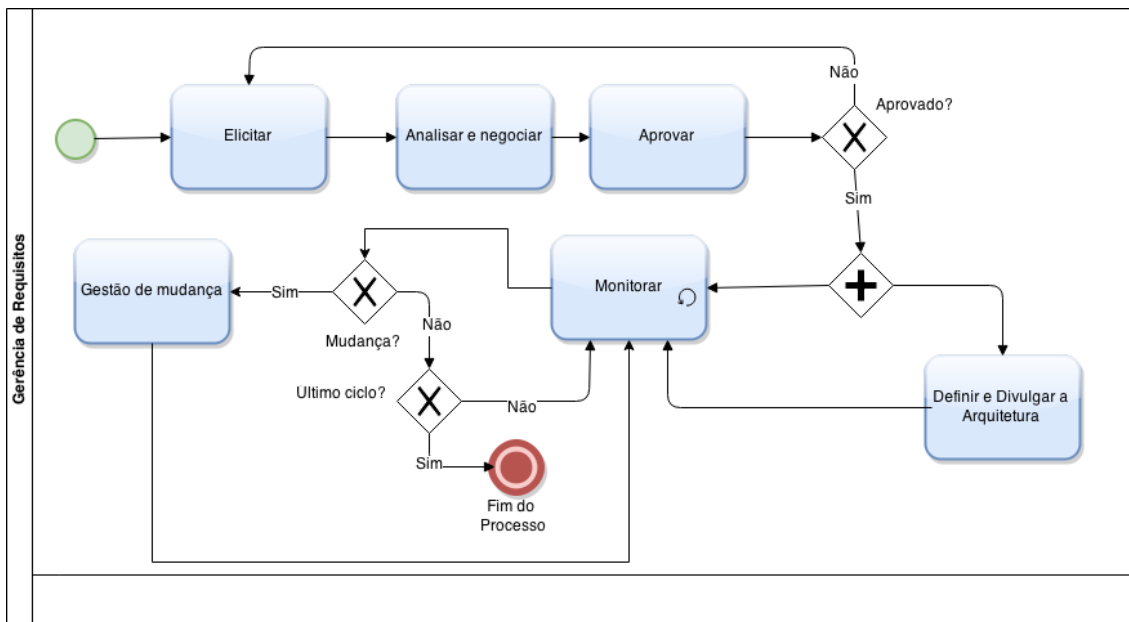 Gerência de Requisitos
Não
Aprovado?
Elicitar
Analisar e negociar
Aprovar
Sim
Gestão de mudança
Sim
Mudança?
Não
Monitorar
Ultimo ciclo?
Não
Sim
Fim do
Processo
Definir e Divulgar a
Arquitetura